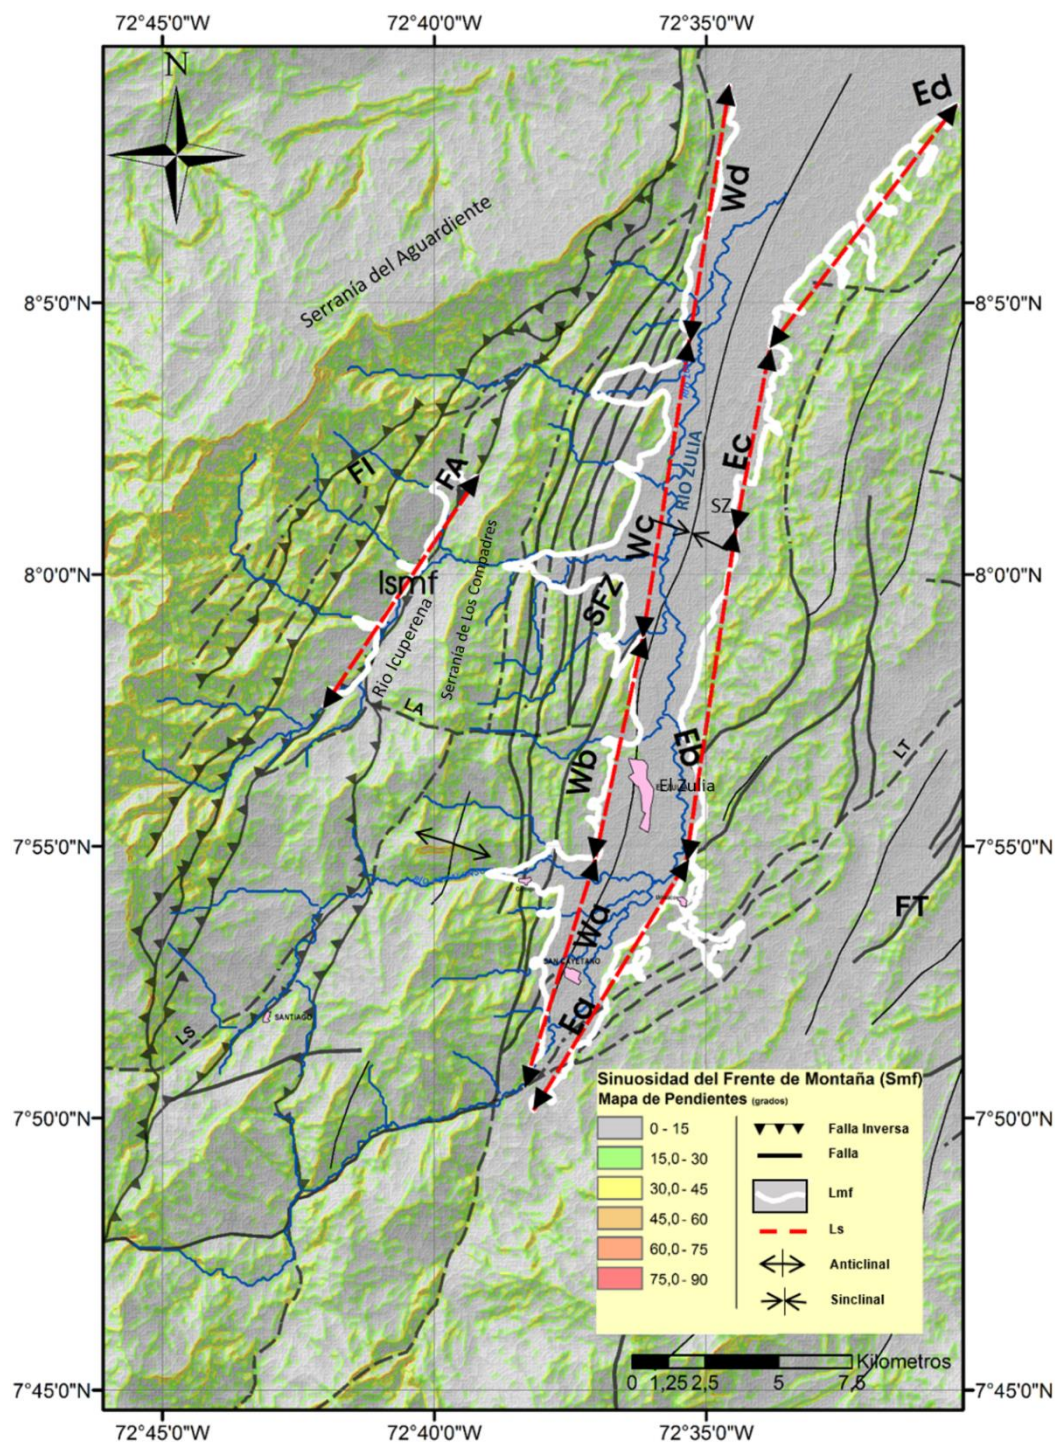 72°45'0"W
72°40'0"W
72°35'0"W
N
Ed
Wd
Serranía del Aguardiente
8°5'0"N
8°5'0"N
RIO ZULIA
Ec
FI
FA
SZ
Wc
8°0'0"N
8°0'0"N
Ismf
SFZ
Río Icuperena
Serranía de Los Compadres
LA
Eb
LT
Wb
El Zulia
7°55'0"N
7°55'0"N
FT
Wa
SAN CAYETANO
Ea
SANTIAGO
LS
7°50'0"N
7°50'0"N
Sinuosidad del Frente de Montaña (Smf)
Mapa de Pendientes (grados)
0 - 15
15,0 - 30
30,0 - 45
45,0 - 60
60,0 - 75
75,0 - 90
Falla Inversa
Falla
Lmf
Ls
Anticlinal
Sinclinal
Kilometros
0 1,25 2,5 5 7,5
7°45'0"N
7°45'0"N
72°45'0"W
72°40'0"W
72°35'0"W